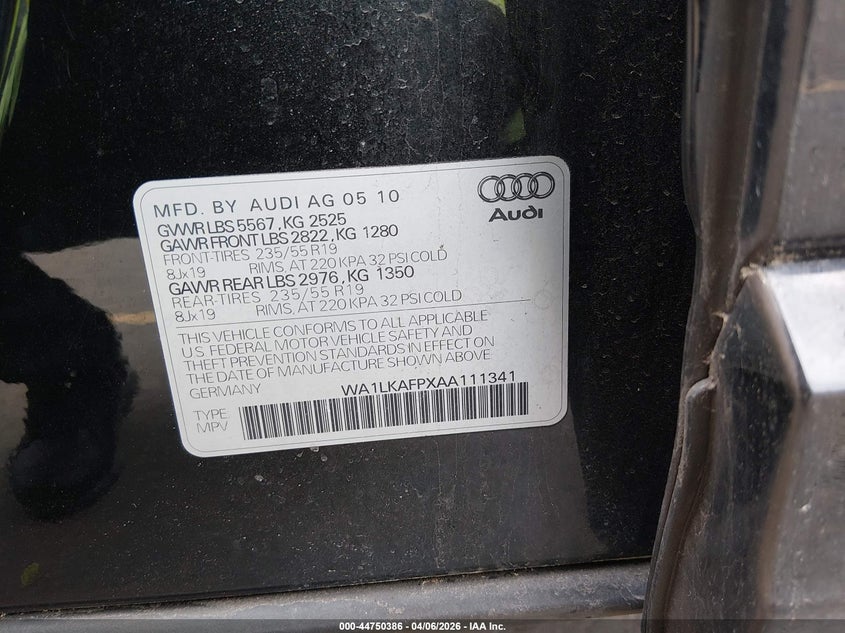 MFD. BY AUDI AG 05 10
GVWR LBS 5567, KG 2525
GAWR FRONT LBS 2822, KG 1280
FRONT-TIRES 235/55 R19
8Jx19 RIMS, AT 220 KPA 32 PSI COLD
GAWR REAR LBS 2976, KG 1350
REAR-TIRES 235/55 R19
8Jx19 RIMS, AT 220 KPA 32 PSI COLD
Audi
THIS VEHICLE CONFORMS TO ALL APPLICABLE
U.S FEDERAL MOTOR VEHICLE SAFETY AND
THEFT PREVENTION STANDARDS IN EFFECT ON
THE DATE OF MANUFACTURE SHOWN ABOVE.
GERMANY
WA1LKAFPXAA111341
TYPE
MPV
000-44750386 - 04/06/2026 - IAA Inc.